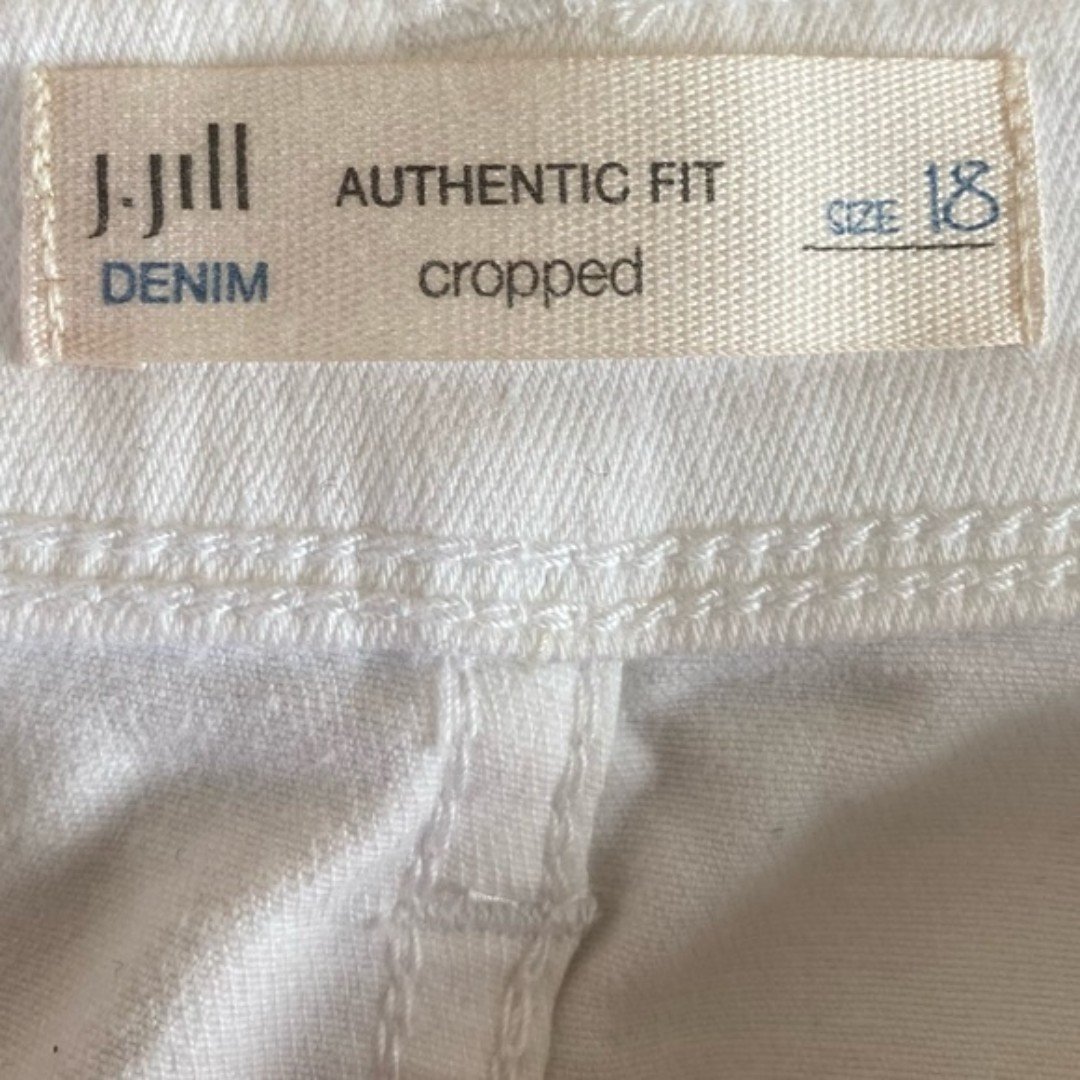 J.Jill
DENIM
AUTHENTIC FIT
cropped
SIZE 18